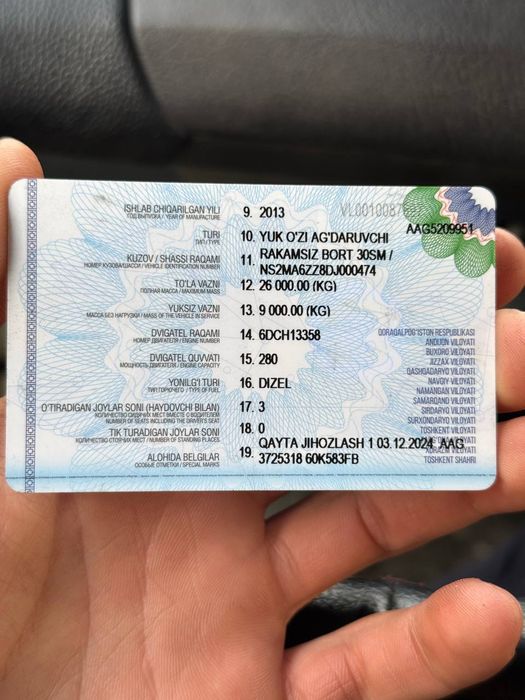 ISHLAB CHIQARILGAN YILI 9. 2013
ГОД ВЫПУСКА / YEAR OF MANUFACTURE
AAG5209951
TURI 10. YUK O'ZI AG'DARUVCHI
ТИП / TYPE
KUZOV / SHASSI RAQAMI 11. RAKAMSIZ BORT 30SM /
НОМЕР КУЗОВА/ШАССИ / VEHICLE IDENTIFICATION NUMBER NS2MA6ZZ8DJ000474
TO'LA VAZNI 12. 26 000.00 (KG)
ПОЛНАЯ МАССА / MAXIMUM MASS
YUKSIZ VAZNI 13. 9 000.00 (KG)
МАССА БЕЗ НАГРУЗКИ / MASS OF THE VEHICLE IN SERVICE
DVIGATEL RAQAMI 14. 6DCH13358
НОМЕР ДВИГАТЕЛЯ / ENGINE NUMBER
DVIGATEL QUVVATI 15. 280
МОЩНОСТЬ ДВИГАТЕЛЯ / ENGINE CAPACITY
YONILG'I TURI 16. DIZEL
ТИП ГОРЮЧЕГО / TYPE OF FUEL
O'TIRADIGAN JOYLAR SONI (HAYDOVCHI BILAN) 17. 3
КОЛИЧЕСТВО СИДЯЧИХ МЕСТ ВМЕСТЕ С ВОДИТЕЛЕМ
NUMBER OF SEATS INCLUDING THE DRIVER'S SEAT
TIK TURADIGAN JOYLAR SONI 18. 0
КОЛИЧЕСТВО СТОЯЧИХ МЕСТ / NUMBER OF STANDING PLACES
ALOHIDA BELGILAR 19. QAYTA JIHOZLASH 1 03.12.2024, AAG
ОСОБЫЕ ОТМЕТКИ / SPECIAL MARKS 3725318 60K583FB
QORAQALPOG'ISTON RESPUBLIKASI
ANDIJON VILOYATI
BUXORO VILOYATI
JIZZAX VILOYATI
QASHQADARYO VILOYATI
NAVOIY VILOYATI
NAMANGAN VILOYATI
SAMARQAND VILOYATI
SIRDARYO VILOYATI
SURXONDARYO VILOYATI
TOSHKENT VILOYATI
XORAZM VILOYATI
TOSHKENT SHAHRI